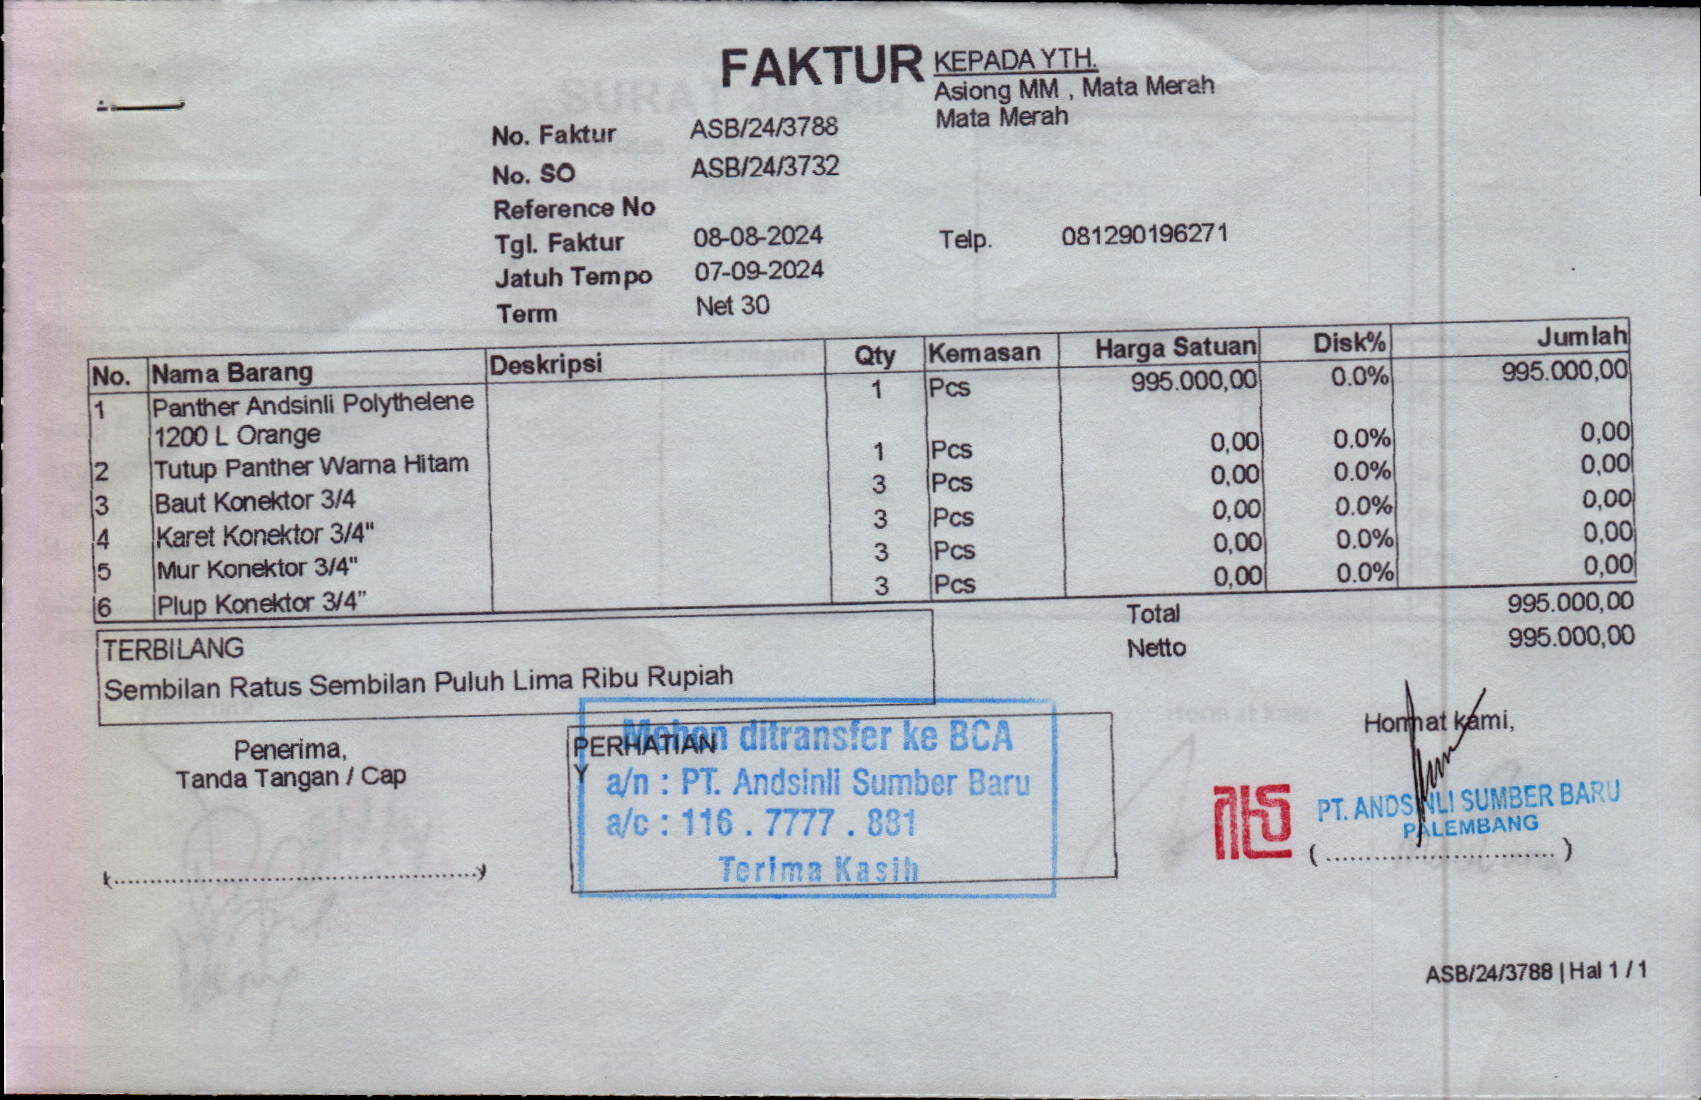 FAKTUR
KEPADA YTH.
Asiong MM , Mata Merah
Mata Merah
No. Faktur ASB/24/3788
No. SO ASB/24/3732
Reference No
Tgl. Faktur 08-08-2024
Telp. 081290196271
Jatuh Tempo 07-09-2024
Term Net 30
No. Nama Barang Deskripsi Qty Kemasan Harga Satuan Disk% Jumlah
1 Panther Andsinli Polythelene 1 Pcs 995.000,00 0.0% 995.000,00
1200 L Orange
2 Tutup Panther Warna Hitam 1 Pcs 0,00 0.0% 0,00
3 Baut Konektor 3/4 3 Pcs 0,00 0.0% 0,00
4 Karet Konektor 3/4" 3 Pcs 0,00 0.0% 0,00
5 Mur Konektor 3/4" 3 Pcs 0,00 0.0% 0,00
6 Plup Konektor 3/4" 3 Pcs 0,00 0.0% 0,00
Total 995.000,00
Netto 995.000,00
TERBILANG
Sembilan Ratus Sembilan Puluh Lima Ribu Rupiah
Penerima,
Tanda Tangan / Cap
(..................................................)
PERHATIAN
Y
Mohon ditransfer ke BCA
a/n : PT. Andsinli Sumber Baru
a/c : 116 . 7777 . 881
Terima Kasih
Hormat kami,
PT. ANDSINLI SUMBER BARU
PALEMBANG
( ................................ )
ASB/24/3788 | Hal 1 / 1